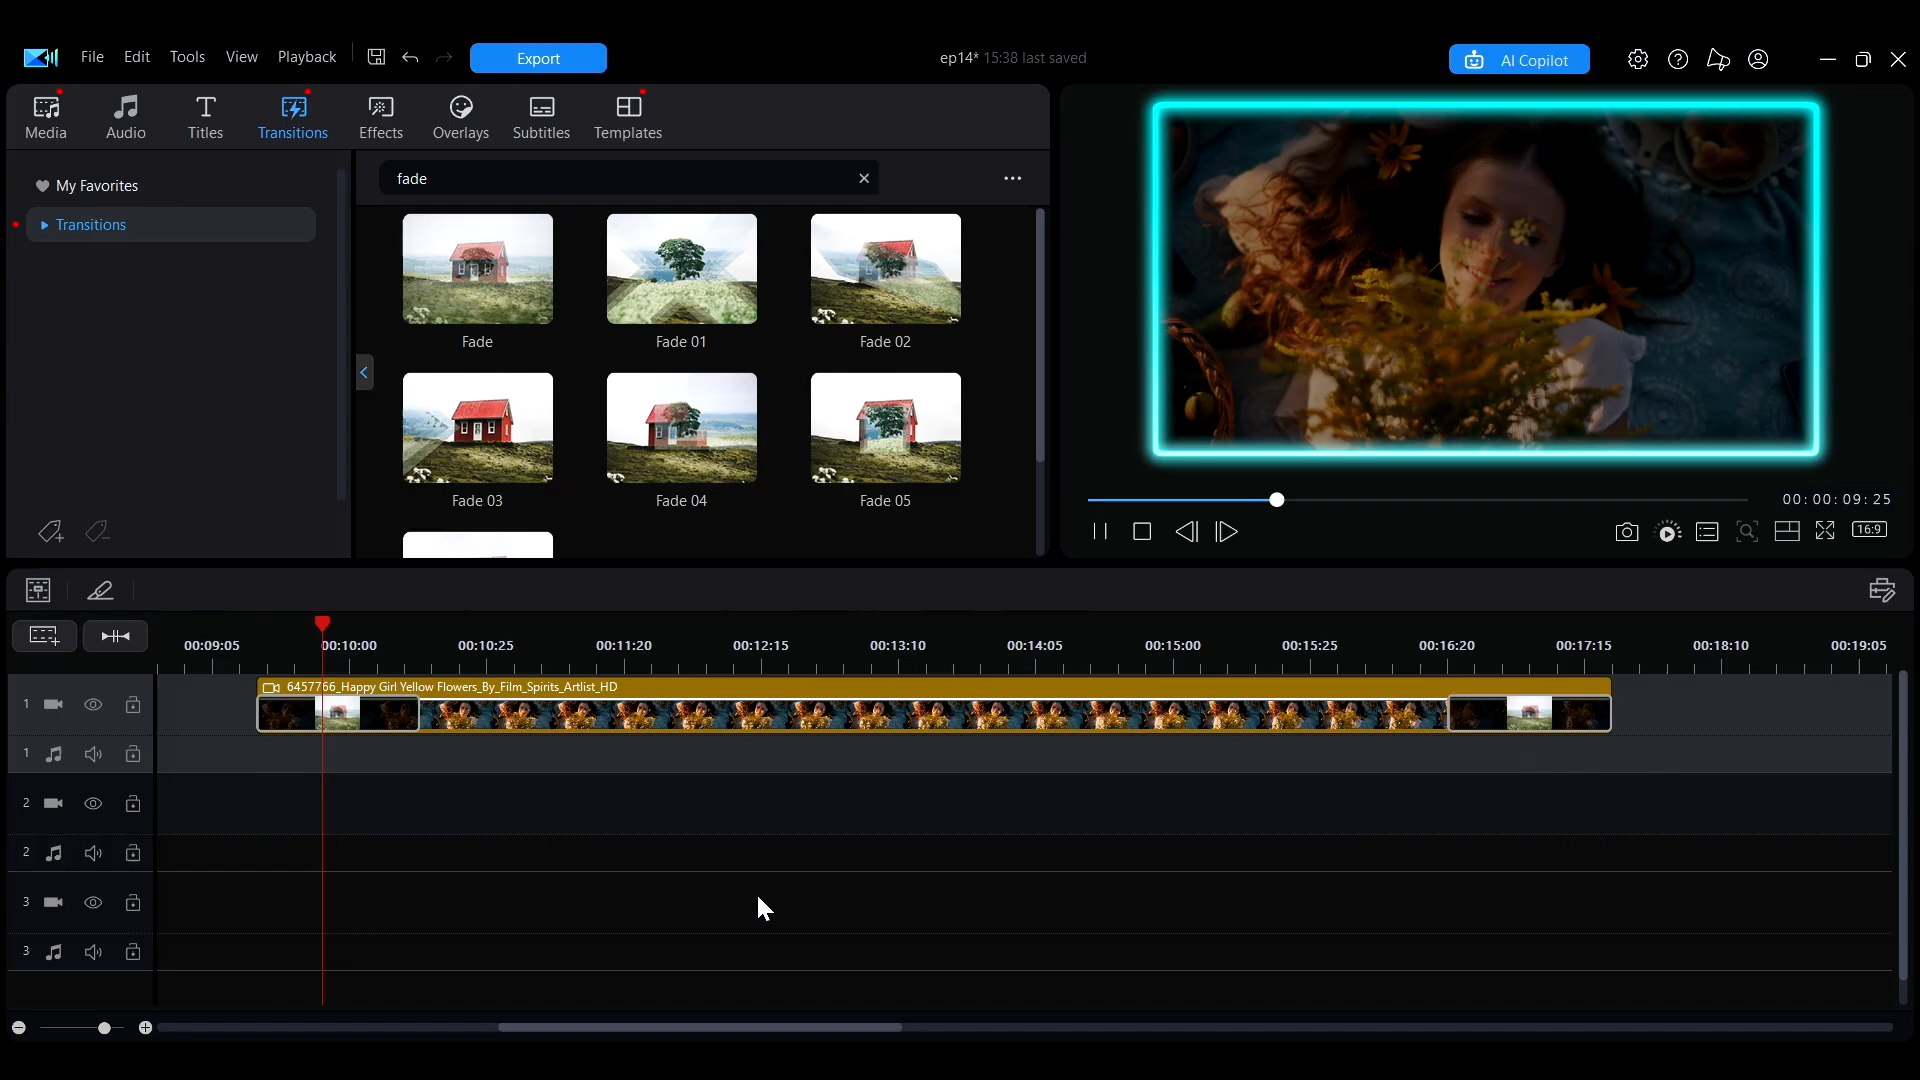 File Edit Tools View Playback Export ep14* 15:38 last saved AI Copilot
Media Audio Titles Transitions Effects Overlays Subtitles Templates
My Favorites
Transitions
fade
Fade Fade 01 Fade 02
Fade 03 Fade 04 Fade 05
00:00:09:25
16:9
00:09:05 00:10:00 00:10:25 00:11:20 00:12:15 00:13:10 00:14:05 00:15:00 00:15:25 00:16:20 00:17:15 00:18:10 00:19:05
6457766_Happy Girl Yellow Flowers_By_Film_Spirits_Artlist_HD
1
1
2
2
3
3